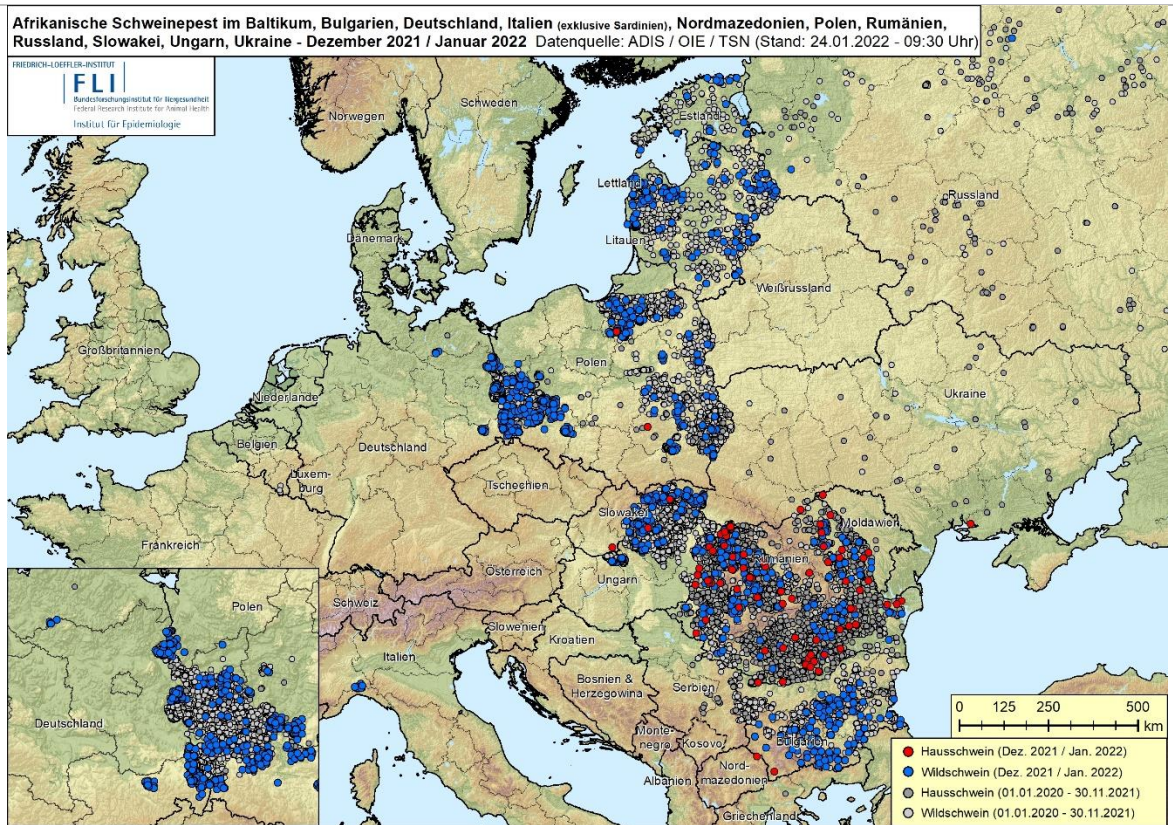 Afrikanische Schweinepest im Baltikum, Bulgarien, Deutschland, Italien (exklusive Sardinien), Nordmazedonien, Polen, Rumänien,
Russland, Slowakei, Ungarn, Ukraine - Dezember 2021 / Januar 2022 Datenquelle: ADIS / OIE / TSN (Stand: 24.01.2022 - 09:30 Uhr)
FRIEDRICH-LOEFFLER-INSTITUT
FLI
Bundesforschungsinstitut für Tiergesundheit
Federal Research Institute for Animal Health
Institut für Epidemiologie
Schweden
Norwegen
Estland
Lettland
Russland
Dänemark
Litauen
Weißrussland
Großbritannien
Polen
Niederlande
Ukraine
Belgien
Deutschland
Luxem-
burg
Tschechien
Slowakei
Moldawien
Frankreich
Rumänien
Österreich
Ungarn
Schweiz
Slowenien
Kroatien
Italien
Bosnien &
Herzegowina
Serbien
Monte-
negro
Kosovo
Bulgarien
Nord-
mazedonien
Albanien
Griechenland
Polen
Deutschland
0 125 250 500
km
Hausschwein (Dez. 2021 / Jan. 2022)
Wildschwein (Dez. 2021 / Jan. 2022)
Hausschwein (01.01.2020 - 30.11.2021)
Wildschwein (01.01.2020 - 30.11.2021)